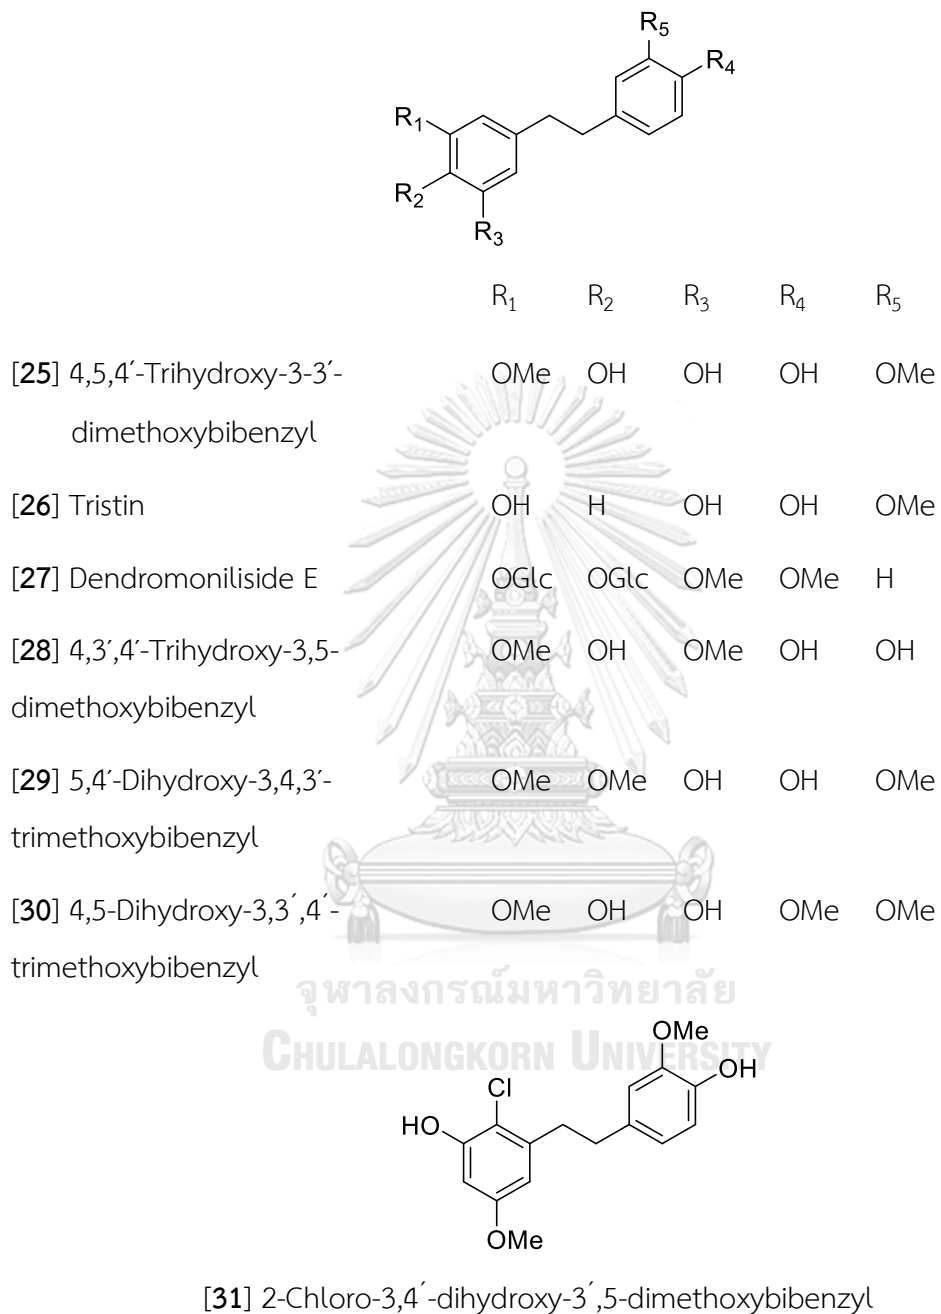 R₅
R₄
R₁
R₂
R₃
R₁ R₂ R₃ R₄ R₅
[25] 4,5,4´-Trihydroxy-3-3´- OMe OH OH OH OMe
dimethoxybibenzyl
[26] Tristin OH H OH OH OMe
[27] Dendromoniliside E OGlc OGlc OMe OMe H
[28] 4,3´,4´-Trihydroxy-3,5- OMe OH OMe OH OH
dimethoxybibenzyl
[29] 5,4´-Dihydroxy-3,4,3´- OMe OMe OH OH OMe
trimethoxybibenzyl
[30] 4,5-Dihydroxy-3,3´,4´- OMe OH OH OMe OMe
trimethoxybibenzyl
จุฬาลงกรณ์มหาวิทยาลัย
CHULALONGKORN UNIVERSITY
OMe
OH
Cl
HO
OMe
[31] 2-Chloro-3,4´-dihydroxy-3´,5-dimethoxybibenzyl